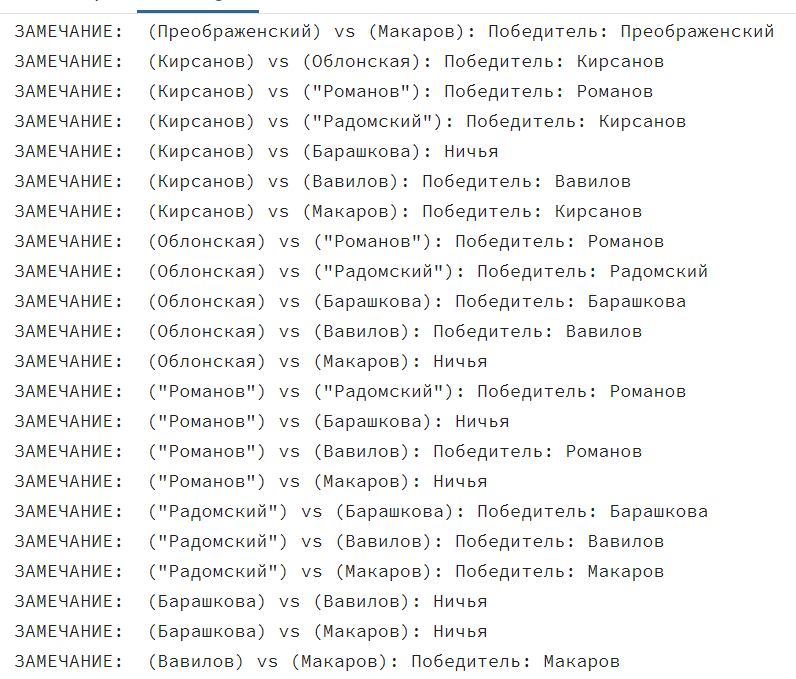 ЗАМЕЧАНИЕ:  (Преображенский) vs (Макаров): Победитель: Преображенский
ЗАМЕЧАНИЕ:  (Кирсанов) vs (Облонская): Победитель: Кирсанов
ЗАМЕЧАНИЕ:  (Кирсанов) vs ("Романов"): Победитель: Романов
ЗАМЕЧАНИЕ:  (Кирсанов) vs ("Радомский"): Победитель: Кирсанов
ЗАМЕЧАНИЕ:  (Кирсанов) vs (Барашкова): Ничья
ЗАМЕЧАНИЕ:  (Кирсанов) vs (Вавилов): Победитель: Вавилов
ЗАМЕЧАНИЕ:  (Кирсанов) vs (Макаров): Победитель: Кирсанов
ЗАМЕЧАНИЕ:  (Облонская) vs ("Романов"): Победитель: Романов
ЗАМЕЧАНИЕ:  (Облонская) vs ("Радомский"): Победитель: Радомский
ЗАМЕЧАНИЕ:  (Облонская) vs (Барашкова): Победитель: Барашкова
ЗАМЕЧАНИЕ:  (Облонская) vs (Вавилов): Победитель: Вавилов
ЗАМЕЧАНИЕ:  (Облонская) vs (Макаров): Ничья
ЗАМЕЧАНИЕ:  ("Романов") vs ("Радомский"): Победитель: Романов
ЗАМЕЧАНИЕ:  ("Романов") vs (Барашкова): Ничья
ЗАМЕЧАНИЕ:  ("Романов") vs (Вавилов): Победитель: Романов
ЗАМЕЧАНИЕ:  ("Романов") vs (Макаров): Ничья
ЗАМЕЧАНИЕ:  ("Радомский") vs (Барашкова): Победитель: Барашкова
ЗАМЕЧАНИЕ:  ("Радомский") vs (Вавилов): Победитель: Вавилов
ЗАМЕЧАНИЕ:  ("Радомский") vs (Макаров): Победитель: Макаров
ЗАМЕЧАНИЕ:  (Барашкова) vs (Вавилов): Ничья
ЗАМЕЧАНИЕ:  (Барашкова) vs (Макаров): Ничья
ЗАМЕЧАНИЕ:  (Вавилов) vs (Макаров): Победитель: Макаров